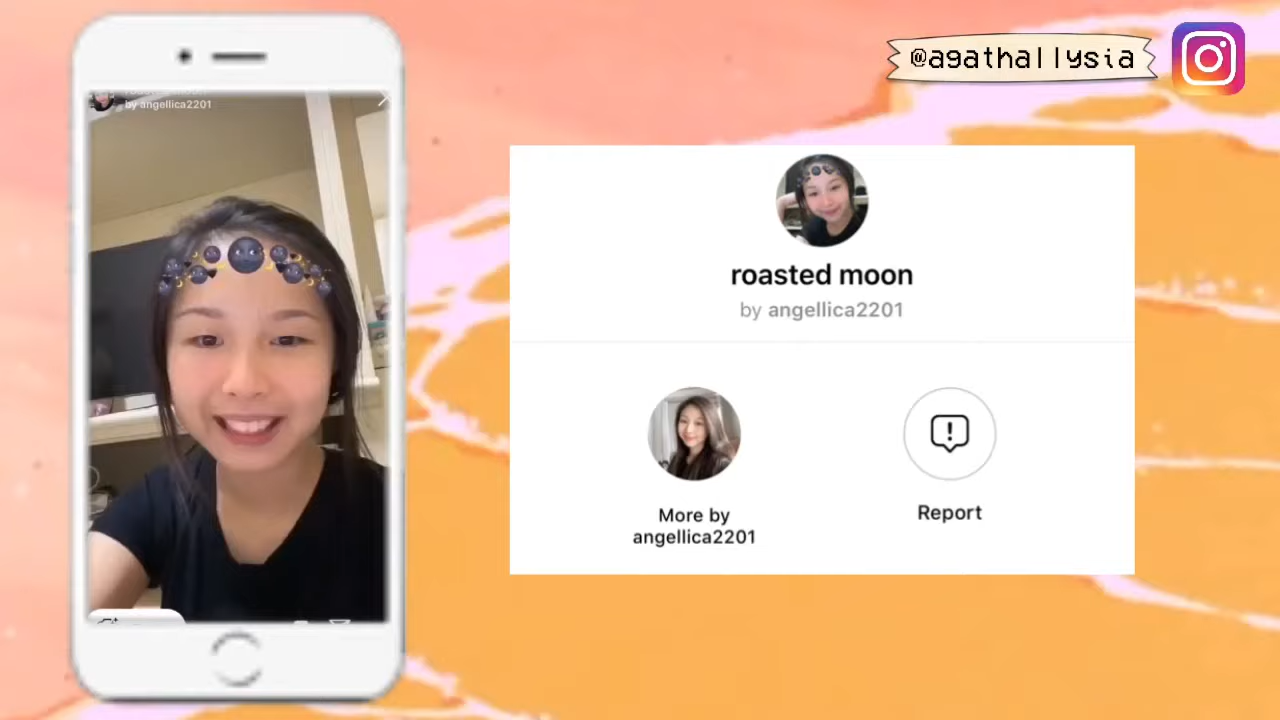 @agathallysia
by angellica2201
roasted moon
by angellica2201
More by
angellica2201
Report